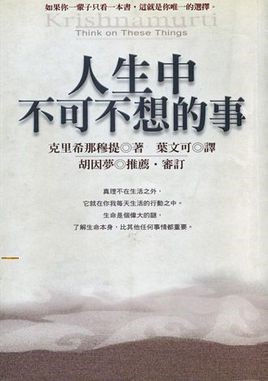 如果你一輩子只看一本書，這就是你唯一的選擇。
Krishnamurti
Think on These Things
人生中
不可不想的事
克里希那穆提◎著 葉文可◎譯
胡因夢◎推薦・審訂
真理不在生活之外，
它就在你我每天生活的行動之中。
生命是個偉大的謎，
了解生命本身，比其他任何事情都重要。